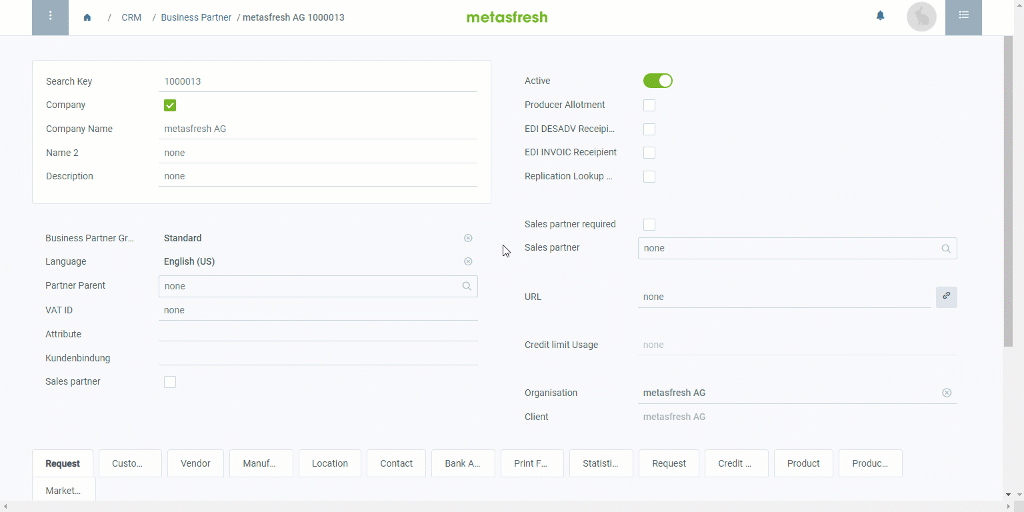 / CRM / Business Partner / metasfresh AG 1000013
metasfresh
Search Key 1000013
Company
Company Name metasfresh AG
Name 2 none
Description none
Active
Producer Allotment
EDI DESADV Receipi...
EDI INVOIC Receipient
Replication Lookup ...
Business Partner Gr... Standard
Language English (US)
Partner Parent none
VAT ID none
Attribute
Kundenbindung
Sales partner
Sales partner required
Sales partner none
URL none
Credit limit Usage none
Organisation metasfresh AG
Client metasfresh AG
Request Custo... Vendor Manuf... Location Contact Bank A... Print F... Statisti... Request Credit ... Product Produc...
Market...